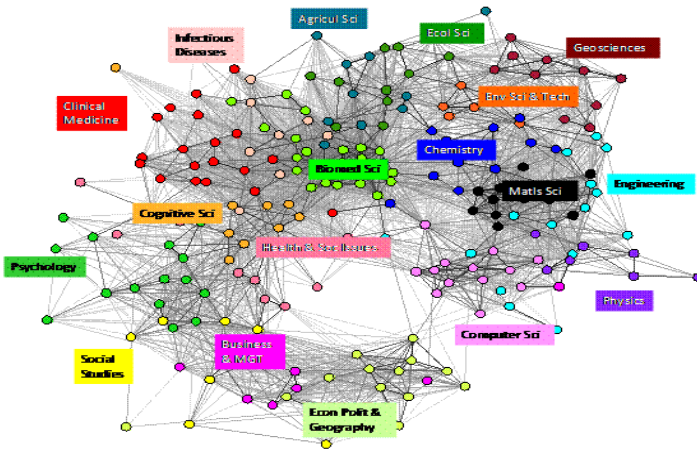 Agricul Sci
Ecol Sci
Infectious
Diseases
Geosciences
Clinical
Medicine
Env Sci & Tech
Chemistry
Biomed Sci
Matls Sci
Engineering
Cognitive Sci
Health & Soc Issues
Psychology
Physics
Computer Sci
Business
& MGT
Social
Studies
Econ Polit &
Geography